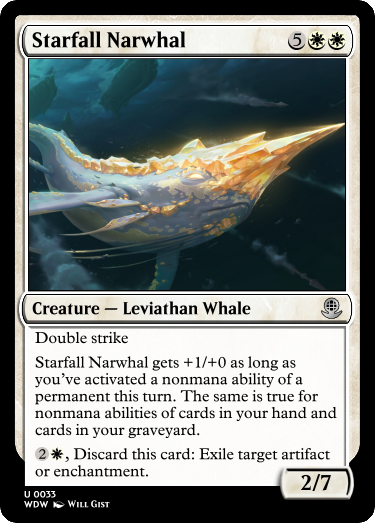 Starfall Narwhal 5
Creature — Leviathan Whale
Double strike
Starfall Narwhal gets +1/+0 as long as
you've activated a nonmana ability of a
permanent this turn. The same is true for
nonmana abilities of cards in your hand and
cards in your graveyard.
2, Discard this card: Exile target artifact
or enchantment.
2/7
U 0033
WDW Will Gist